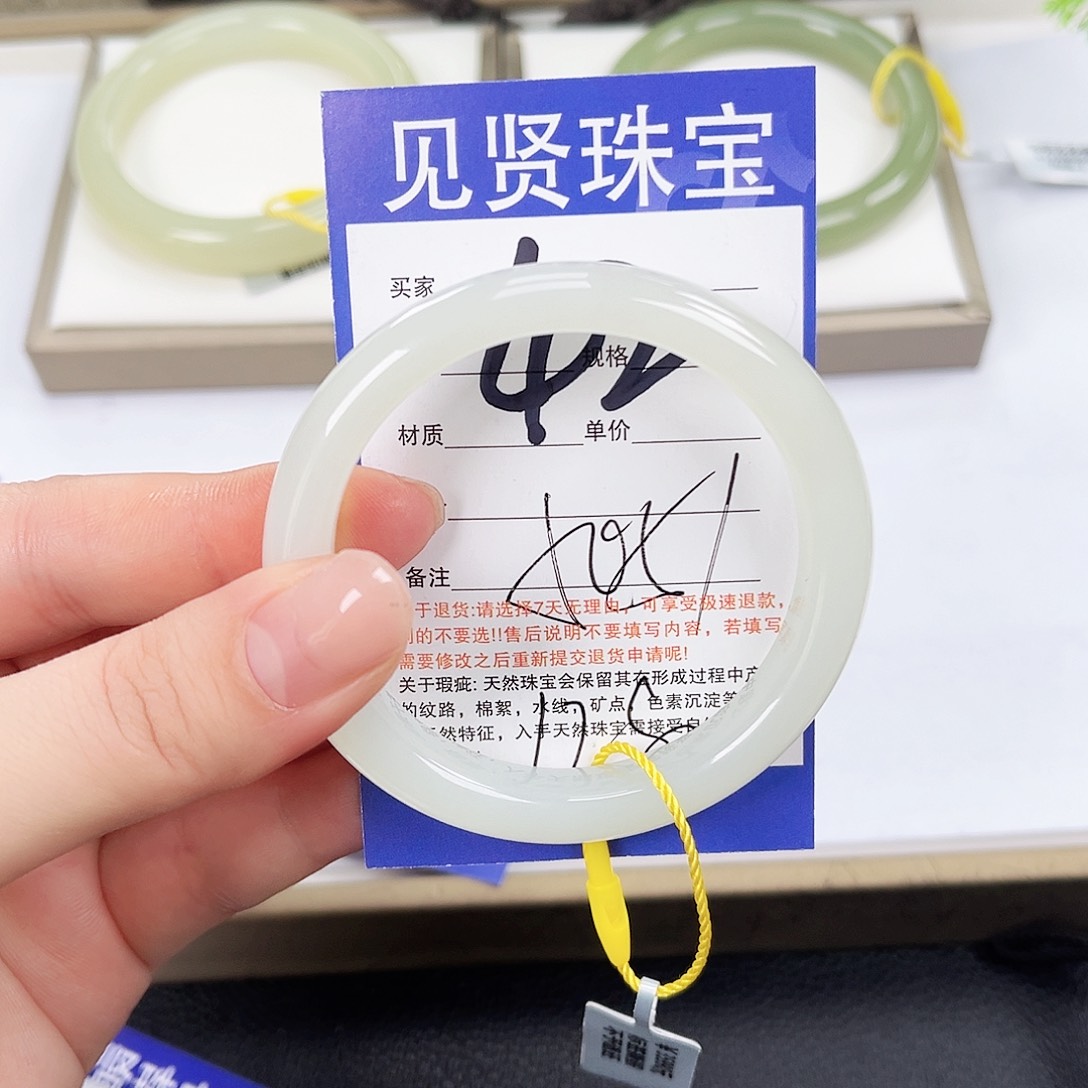 见贤珠宝
买家
规格
材质 单价
备注
于退货:请选择7天无理由,可享受极速退款,
的不要选!!售后说明不要填写内容,若填写
需要修改之后重新提交退货申请呢!
关于瑕疵:天然珠宝会保留其在形成过程中产
的纹路,棉絮,水线,矿点,色素沉淀等
然特征,入手天然珠宝需接受